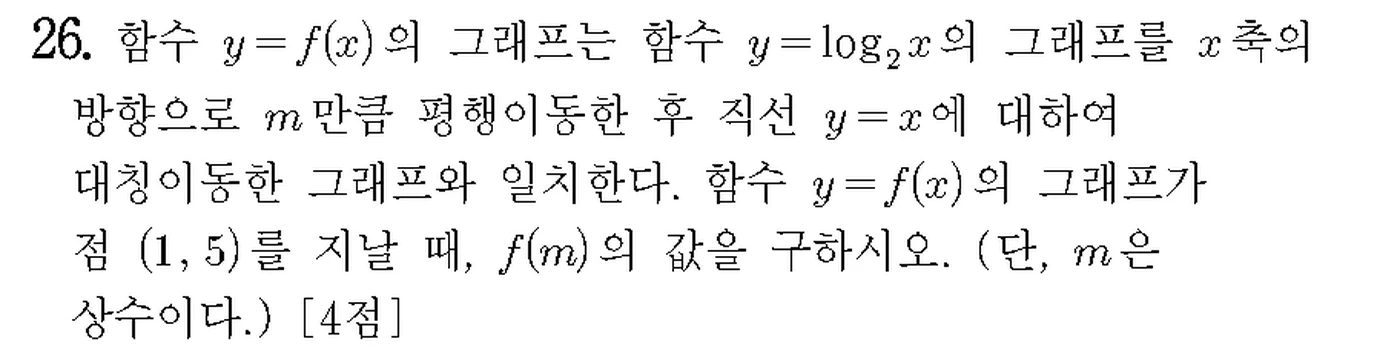 26. 함수 y=f(x)의 그래프는 함수 y=log₂x의 그래프를 x축의
방향으로 m만큼 평행이동한 후 직선 y=x에 대하여
대칭이동한 그래프와 일치한다. 함수 y=f(x)의 그래프가
점 (1, 5)를 지날 때, f(m)의 값을 구하시오. (단, m은
상수이다.) [4점]